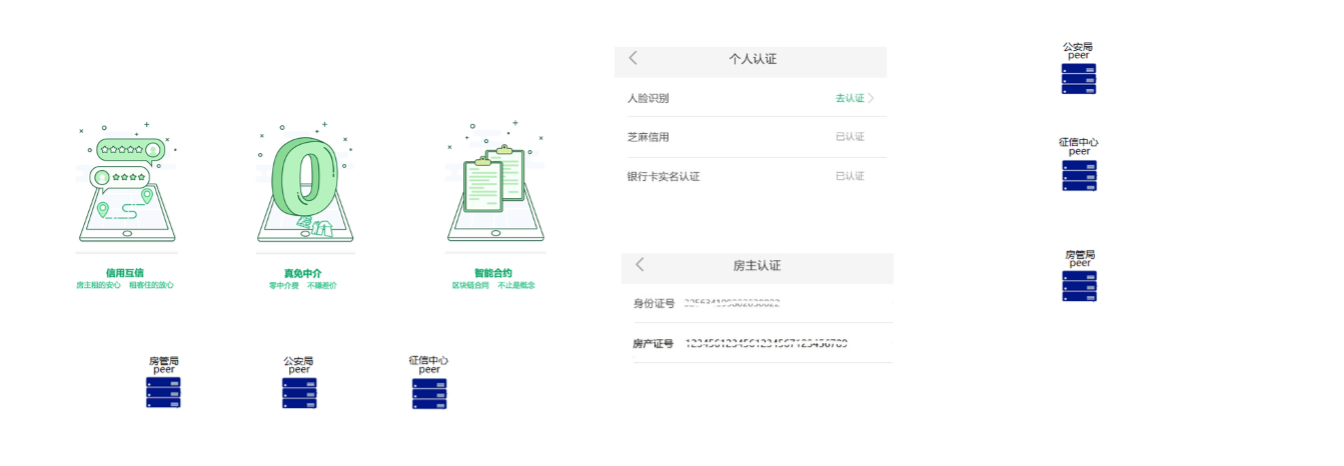 信用互信
房主租的安心 租客住的放心
真免中介
零中介费 不赚差价
智能合约
区块链合同 不止是概念
房管局
peer
公安局
peer
征信中心
peer
个人认证
人脸识别 去认证
芝麻信用 已认证
银行卡实名认证 已认证
房主认证
身份证号
房产证号 1234561234561234567123456789
公安局
peer
征信中心
peer
房管局
peer